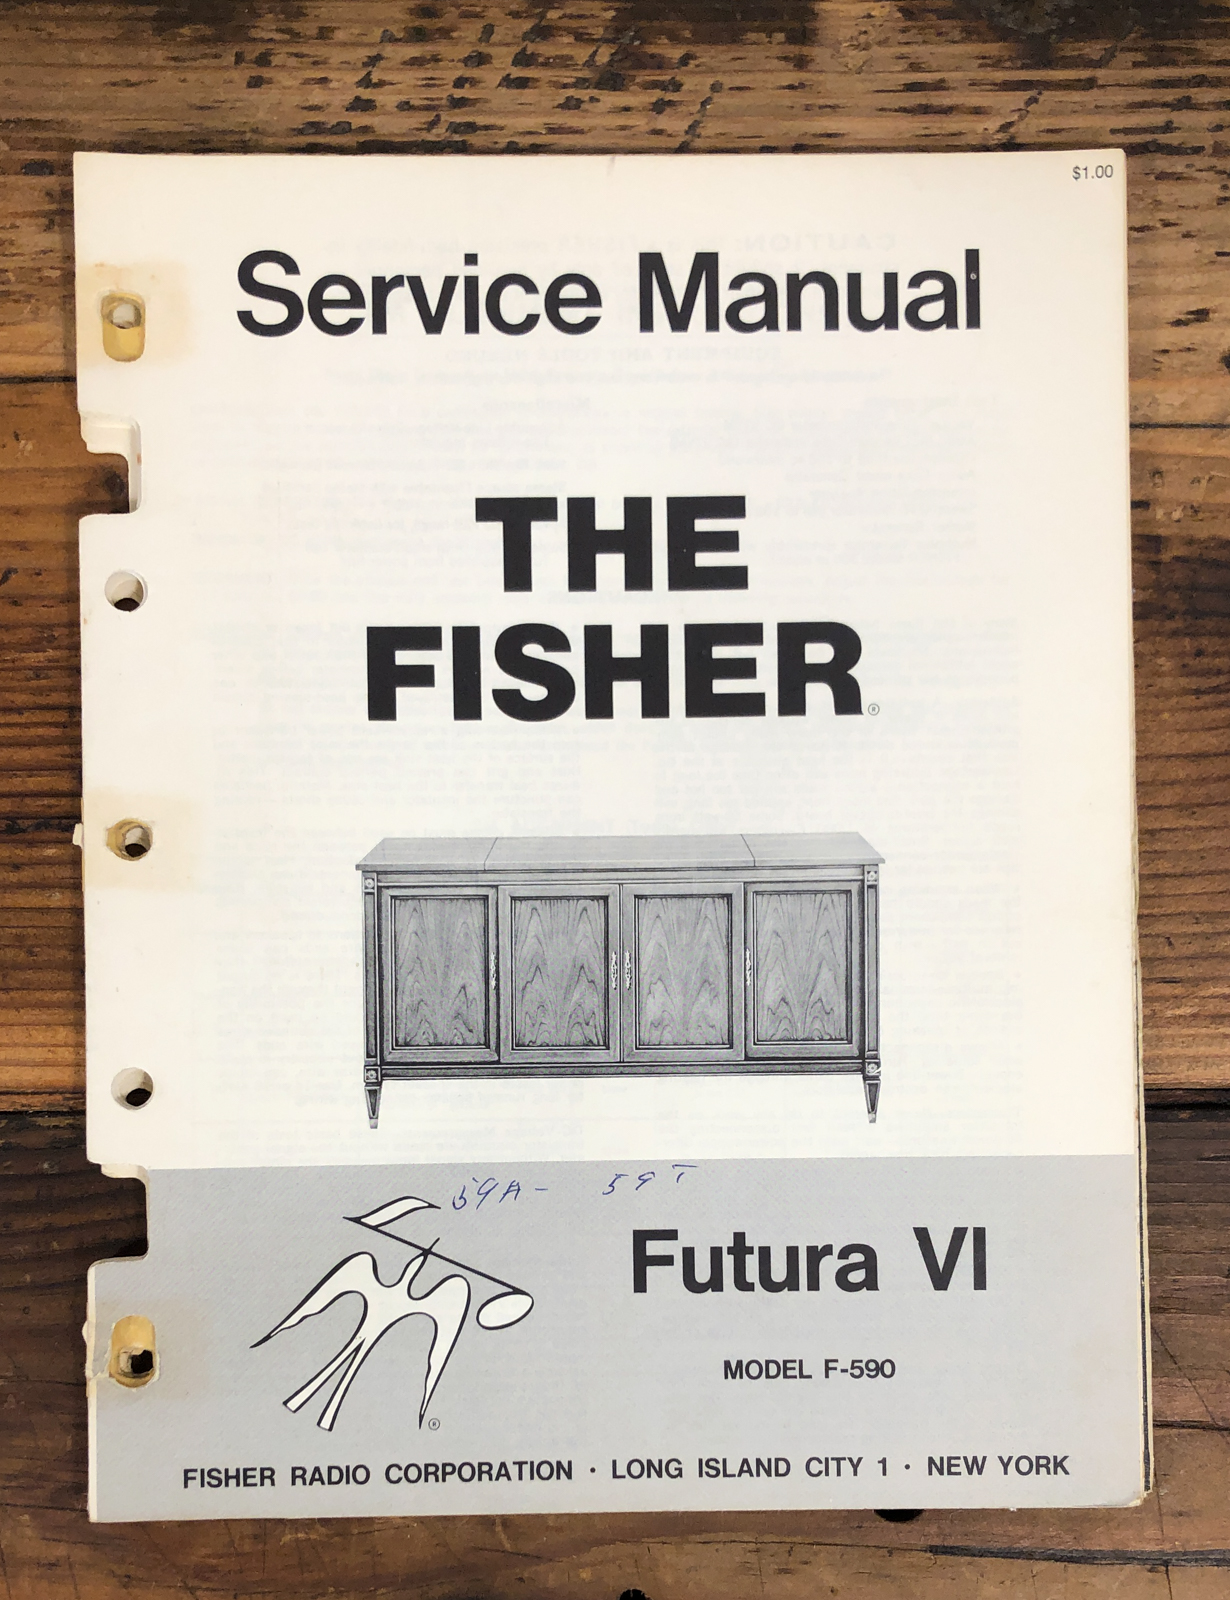 $1.00
Service Manual
THE
FISHER®
59A- 59T
Futura VI
MODEL F-590
®
FISHER RADIO CORPORATION · LONG ISLAND CITY 1 · NEW YORK